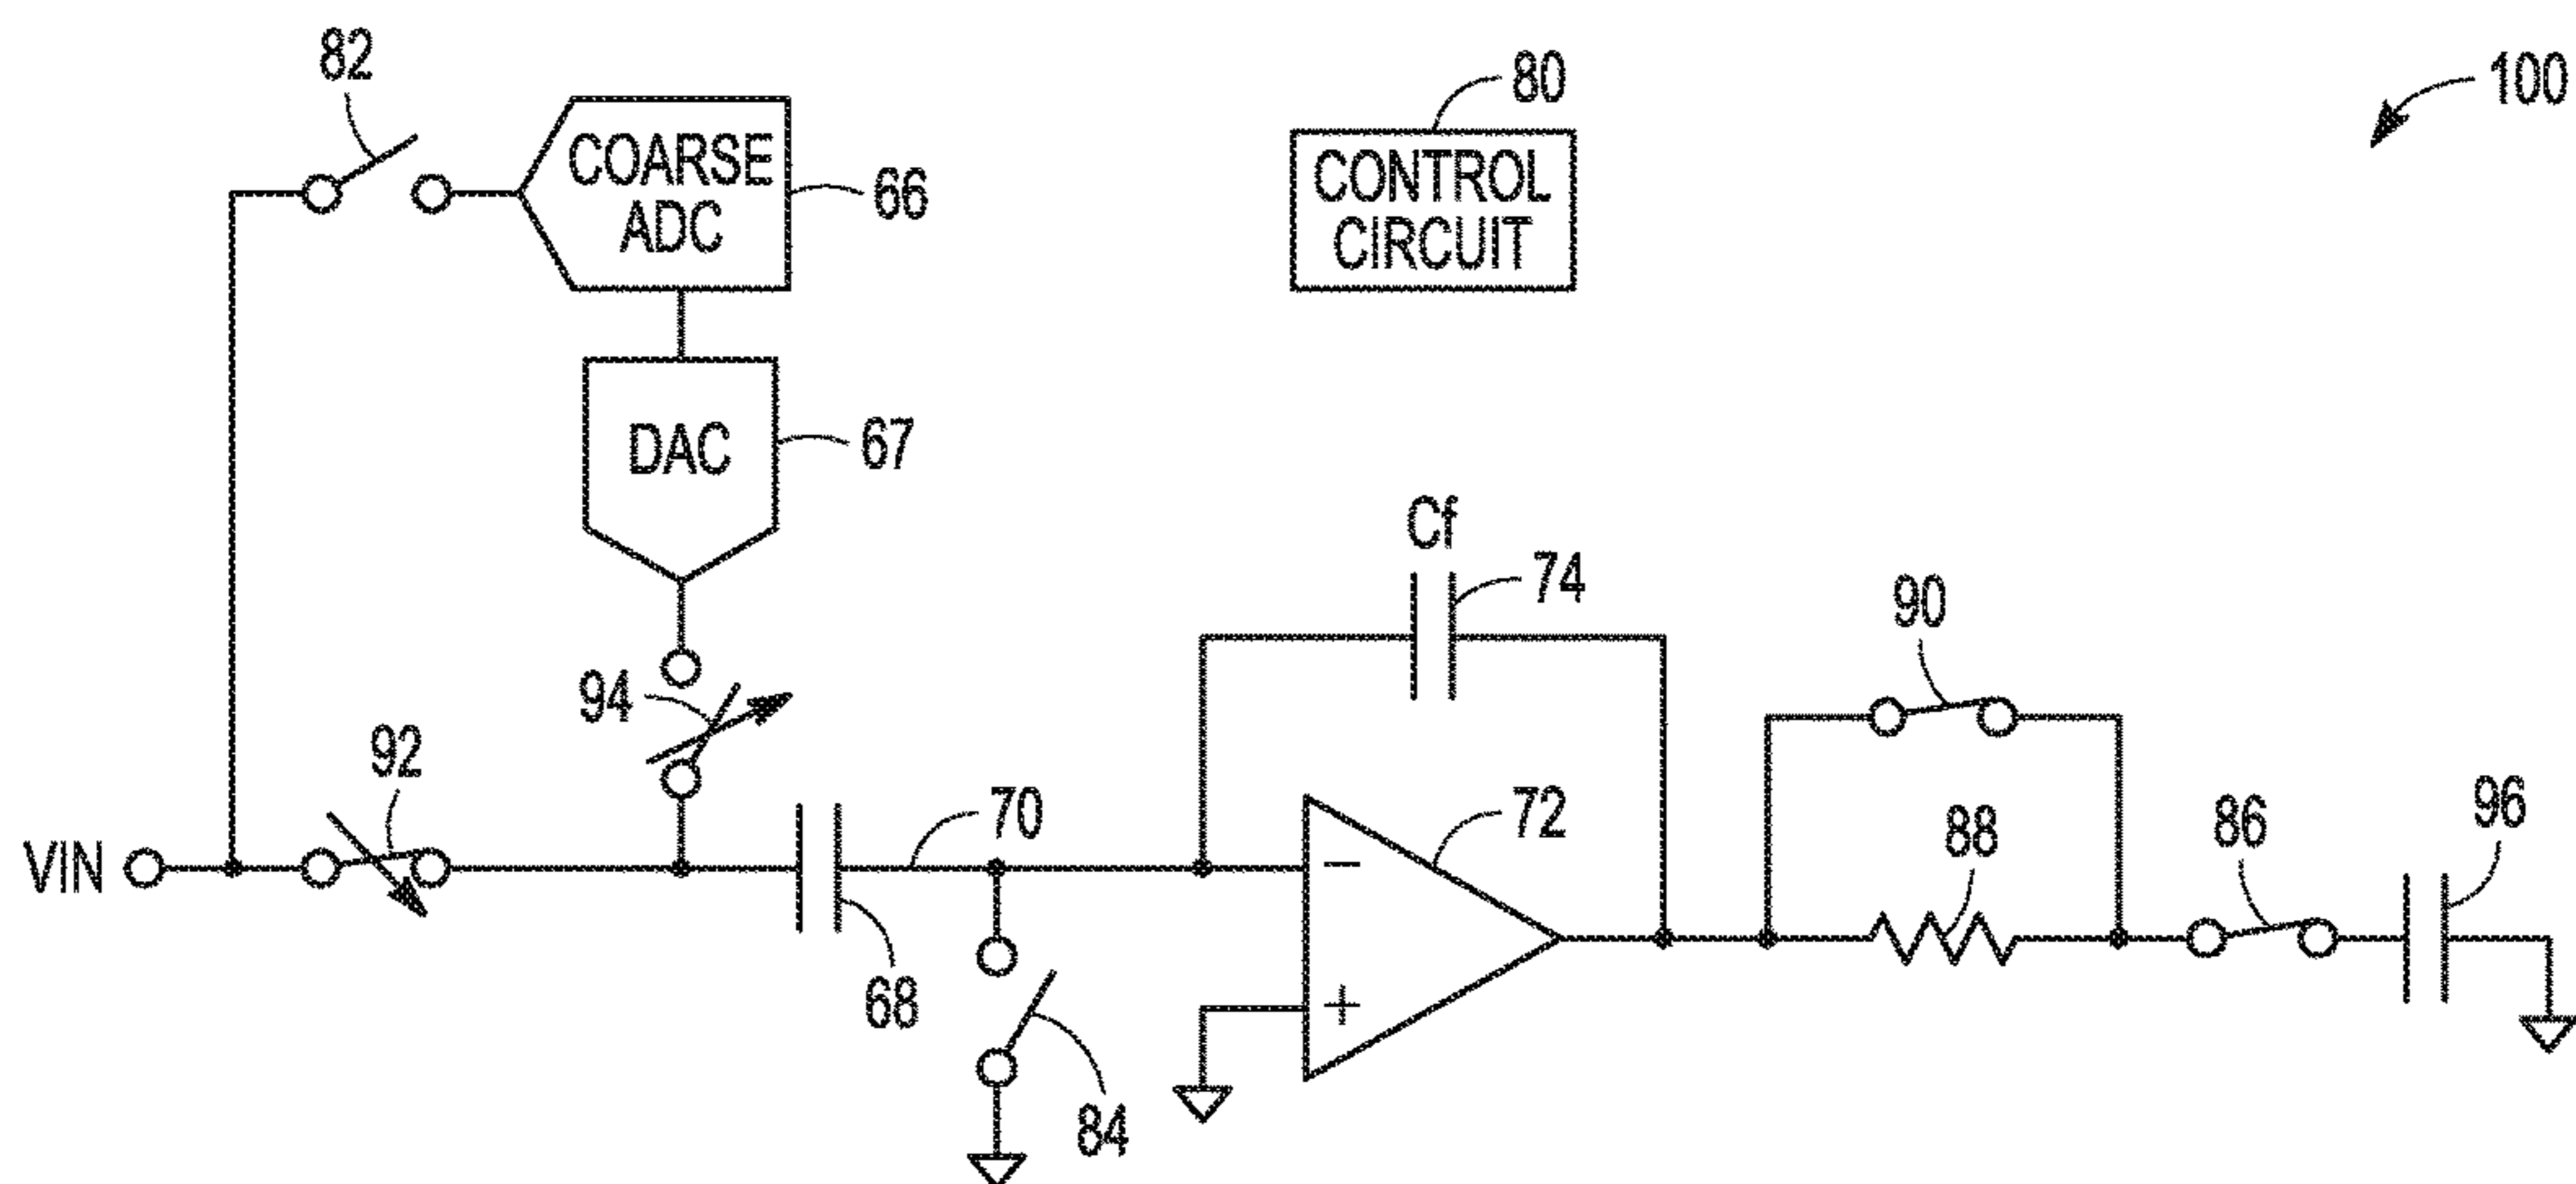 82
80
100
COARSE
ADC
66
CONTROL
CIRCUIT
DAC
67
Cf
74
90
94
92
70
72
88
86
96
VIN
68
84
−
+